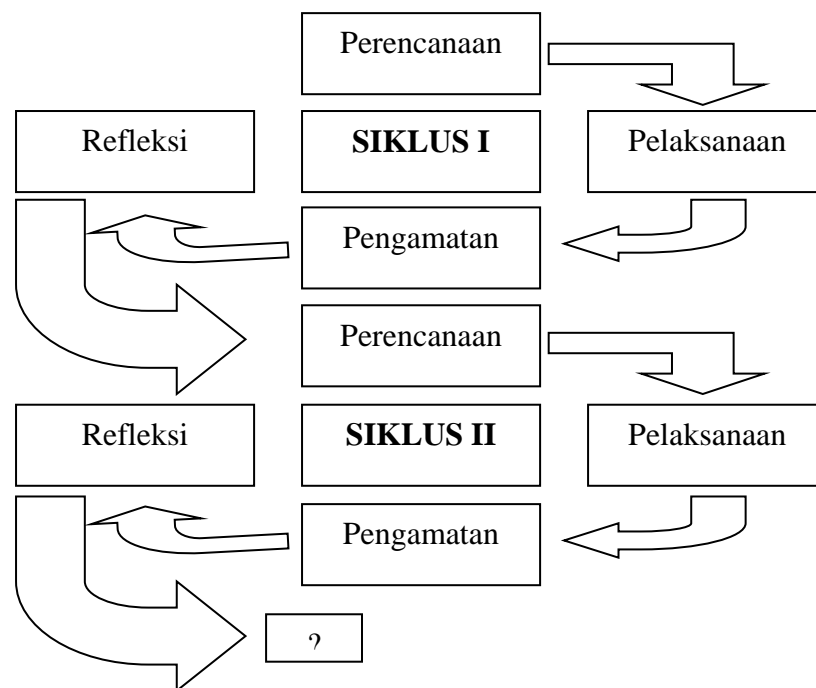 Perencanaan
Refleksi
SIKLUS I
Pelaksanaan
Pengamatan
Perencanaan
Refleksi
SIKLUS II
Pelaksanaan
Pengamatan
?